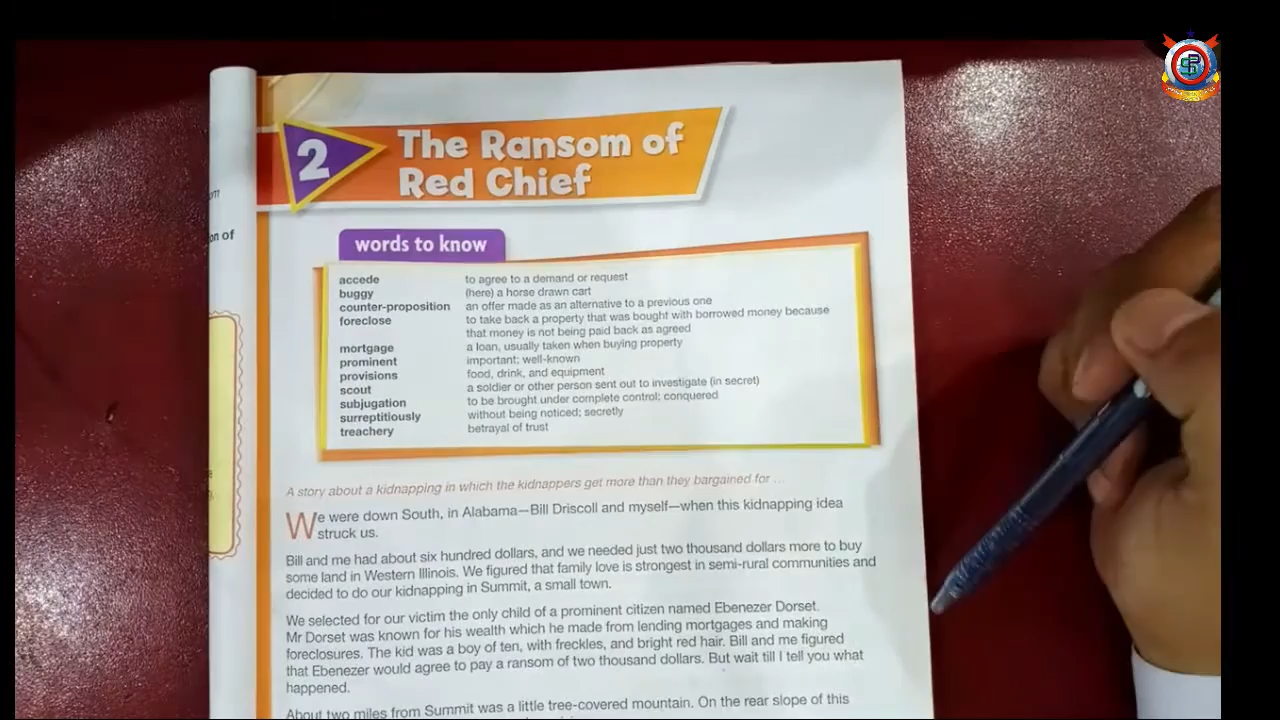 on of
2
The Ransom of
Red Chief
words to know
accede to agree to a demand or request
buggy (here) a horse drawn cart
counter-proposition an offer made as an alternative to a previous one
foreclose to take back a property that was bought with borrowed money because
that money is not being paid back as agreed
mortgage a loan, usually taken when buying property
prominent important; well-known
provisions food, drink, and equipment
scout a soldier or other person sent out to investigate (in secret)
subjugation to be brought under complete control; conquered
surreptitiously without being noticed; secretly
treachery betrayal of trust
A story about a kidnapping in which the kidnappers get more than they bargained for ...
We were down South, in Alabama—Bill Driscoll and myself—when this kidnapping idea
struck us.
Bill and me had about six hundred dollars, and we needed just two thousand dollars more to buy
some land in Western Illinois. We figured that family love is strongest in semi-rural communities and
decided to do our kidnapping in Summit, a small town.
We selected for our victim the only child of a prominent citizen named Ebenezer Dorset.
Mr Dorset was known for his wealth which he made from lending mortgages and making
foreclosures. The kid was a boy of ten, with freckles, and bright red hair. Bill and me figured
that Ebenezer would agree to pay a ransom of two thousand dollars. But wait till I tell you what
happened.
About two miles from Summit was a little tree-covered mountain. On the rear slope of this